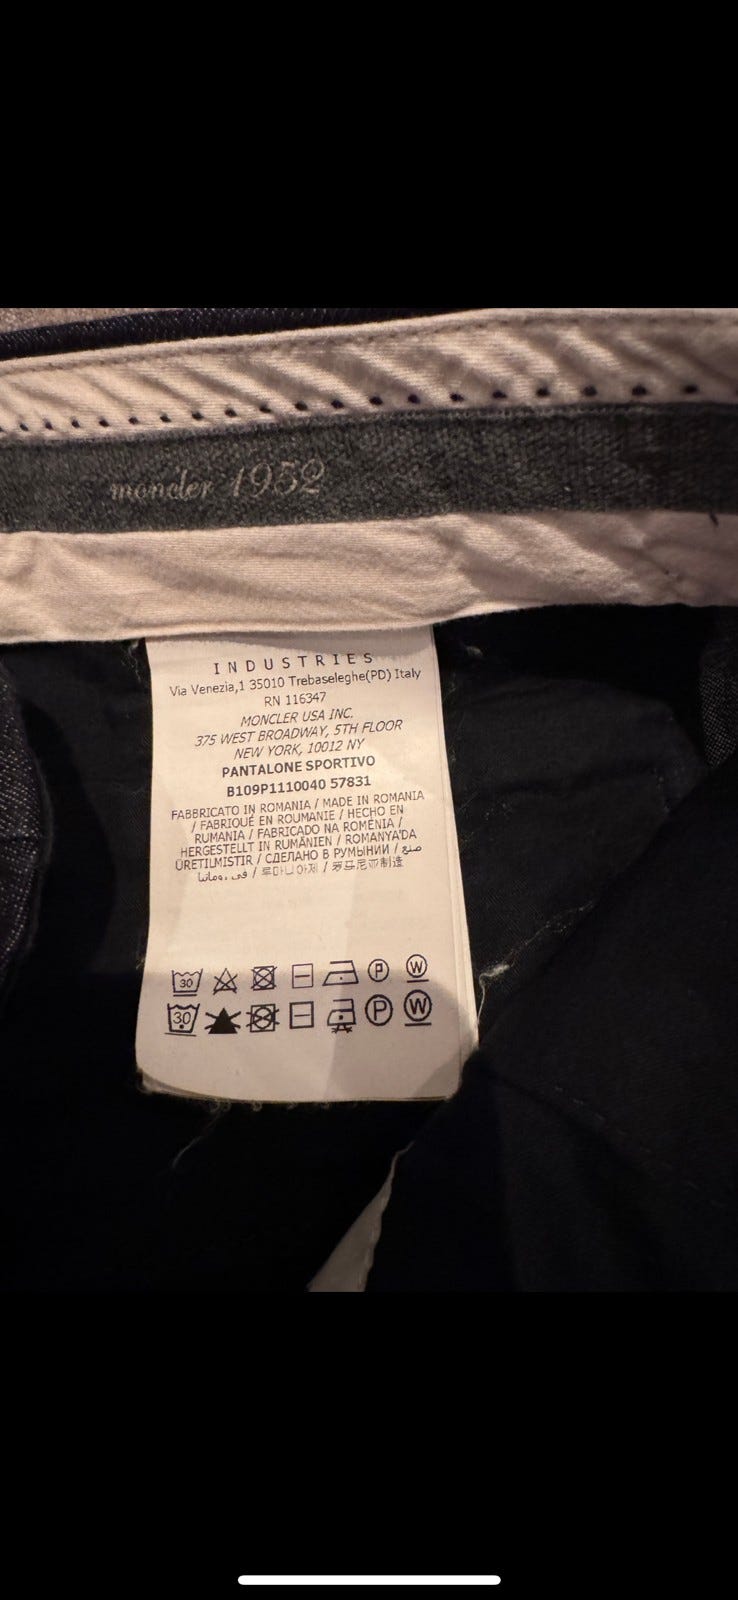 moncler 1952
INDUSTRIES
Via Venezia,1 35010 Trebaseleghe(PD) Italy
RN 116347
MONCLER USA INC.
375 WEST BROADWAY, 5TH FLOOR
NEW YORK, 10012 NY
PANTALONE SPORTIVO
B109P1110040 57831
FABBRICATO IN ROMANIA / MADE IN ROMANIA
/ FABRIQUÉ EN ROUMANIE / HECHO EN
RUMANIA / FABRICADO NA ROMÊNIA /
HERGESTELLT IN RUMÄNIEN / ROMANYA'DA
ÜRETILMISTIR / СДЕЛАНО В РУМЫНИИ / صنع
في رومانيا / 루마니아제 / 罗马尼亚制造
30 P W
30 P W